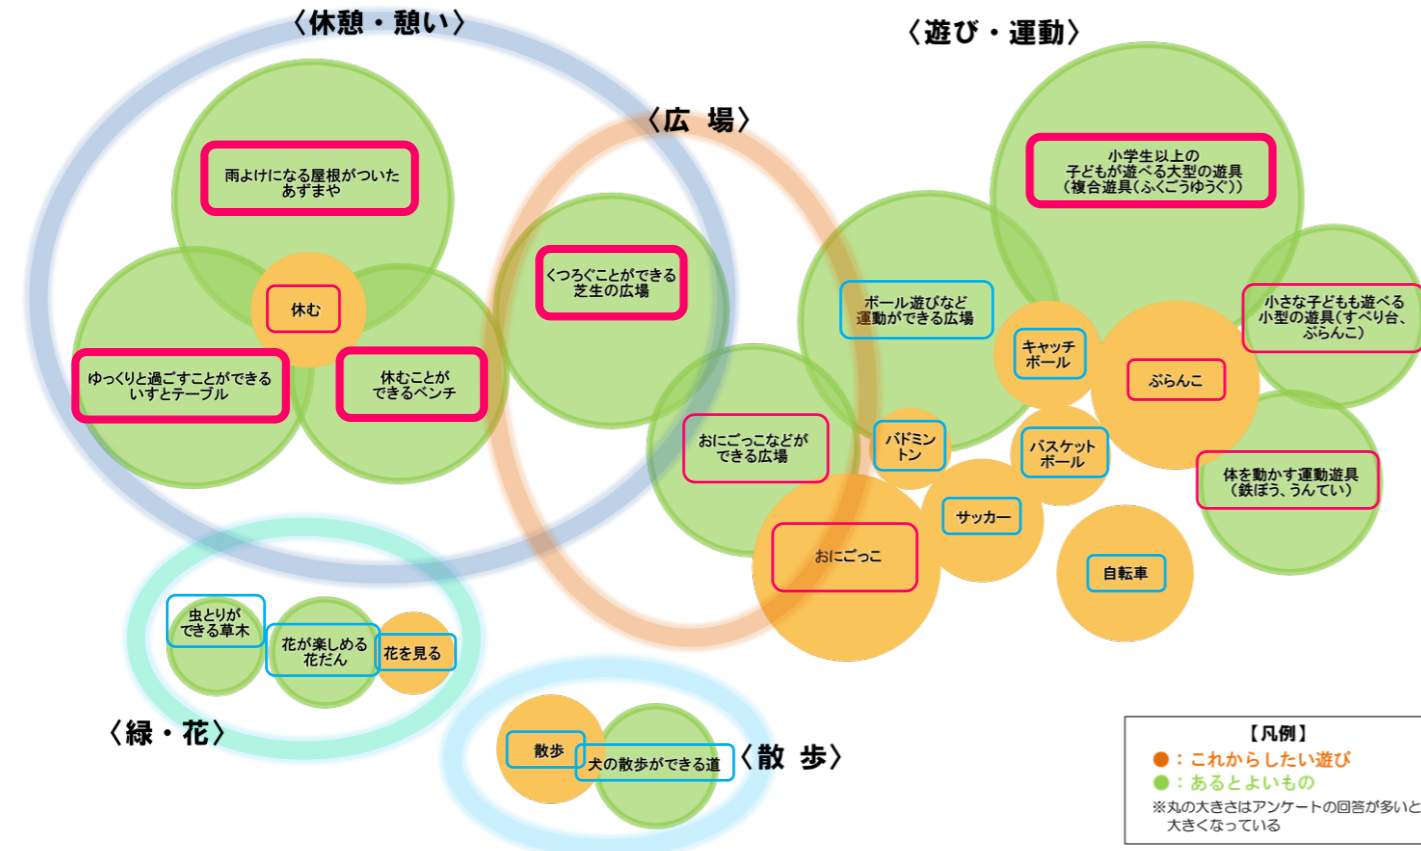 〈休憩・憩い〉
〈遊び・運動〉
〈広 場〉
雨よけになる屋根がついた
あずまや
小学生以上の
子どもが遊べる大型の遊具
(複合遊具(ふくごうゆうぐ))
くつろぐことができる
芝生の広場
ボール遊びなど
運動ができる広場
小さな子どもも遊べる
小型の遊具(すべり台、
ぶらんこ)
休む
キャッチ
ボール
ぶらんこ
ゆっくりと過ごすことができる
いすとテーブル
休むことが
できるベンチ
おにごっこなどが
できる広場
バドミン
トン
バスケット
ボール
体を動かす運動遊具
(鉄ぼう、うんてい)
サッカー
おにごっこ
自転車
虫とりが
できる草木
花が楽しめる
花だん
花を見る
〈緑・花〉
散歩
犬の散歩ができる道
〈散 歩〉
【凡例】
●：これからしたい遊び
●：あるとよいもの
※丸の大きさはアンケートの回答が多いと
大きくなっている